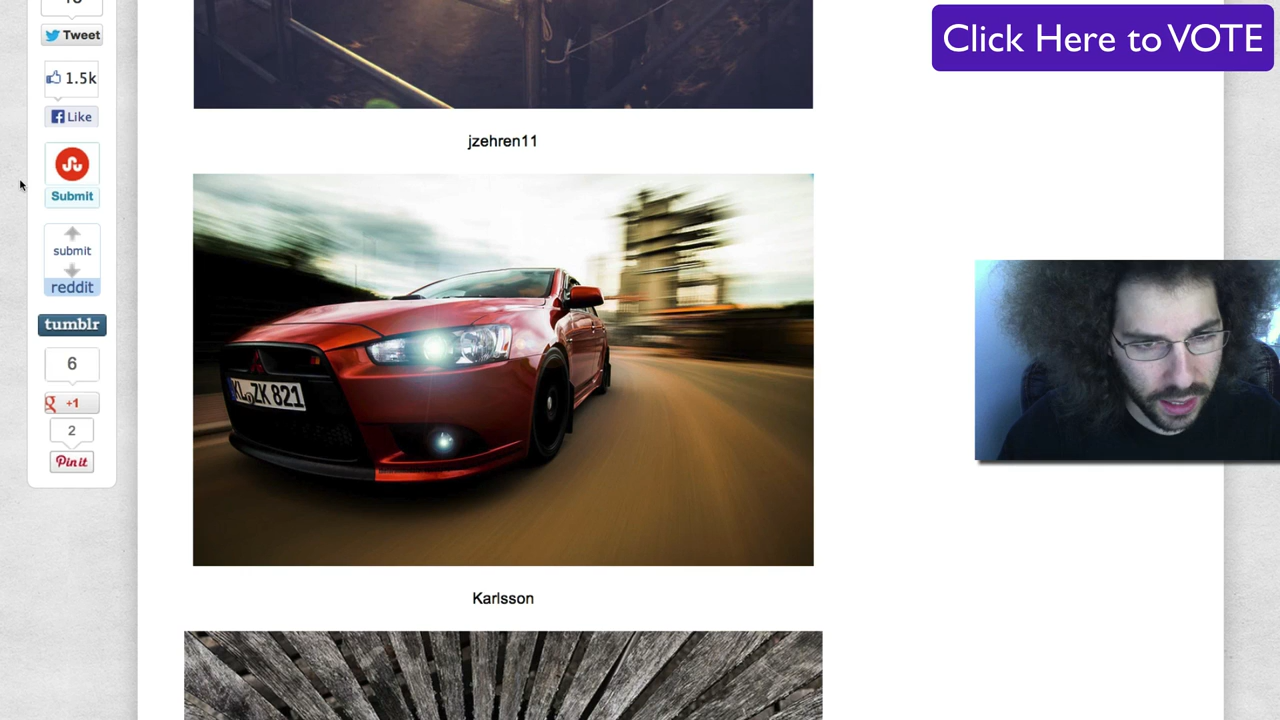 Click Here to VOTE
Tweet
1.5k
Like
Submit
submit
reddit
tumblr
6
+1
2
Pin it
jzehren11
KL ZK 821
Karlsson